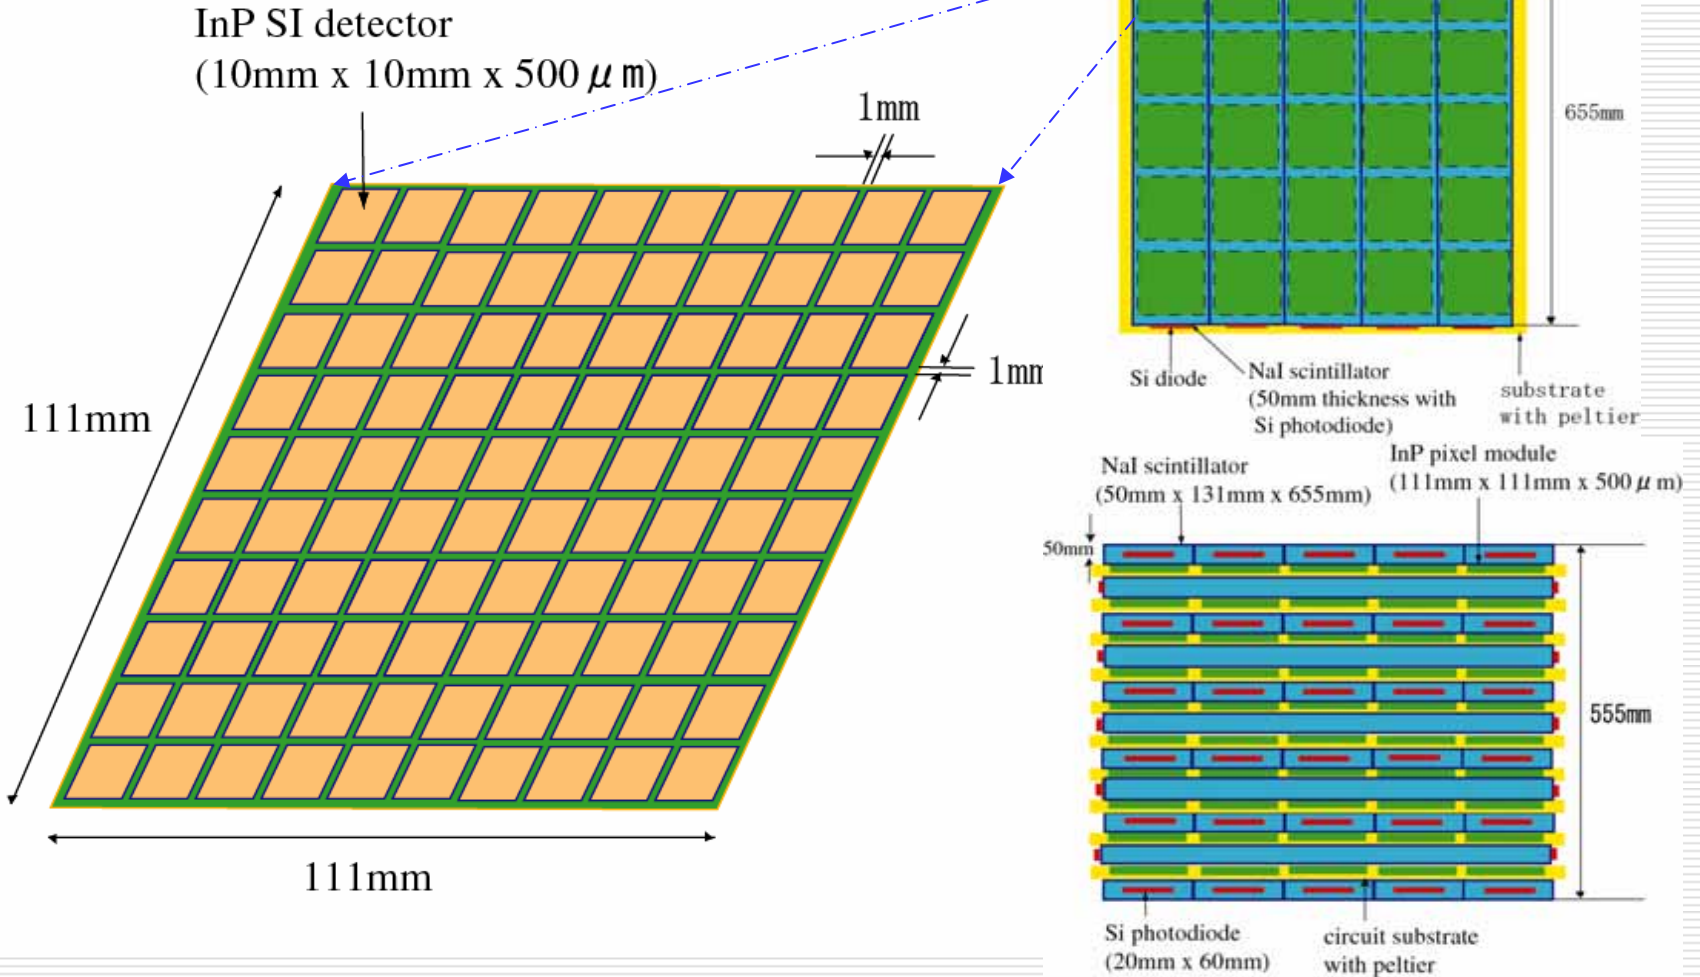 InP SI detector
(10mm x 10mm x 500μm)
1mm
1mm
111mm
111mm
655mm
Si diode
NaI scintillator
(50mm thickness with
Si photodiode)
substrate
with peltier
NaI scintillator
(50mm x 131mm x 655mm)
InP pixel module
(111mm x 111mm x 500μm)
50mm
555mm
Si photodiode
(20mm x 60mm)
circuit substrate
with peltier